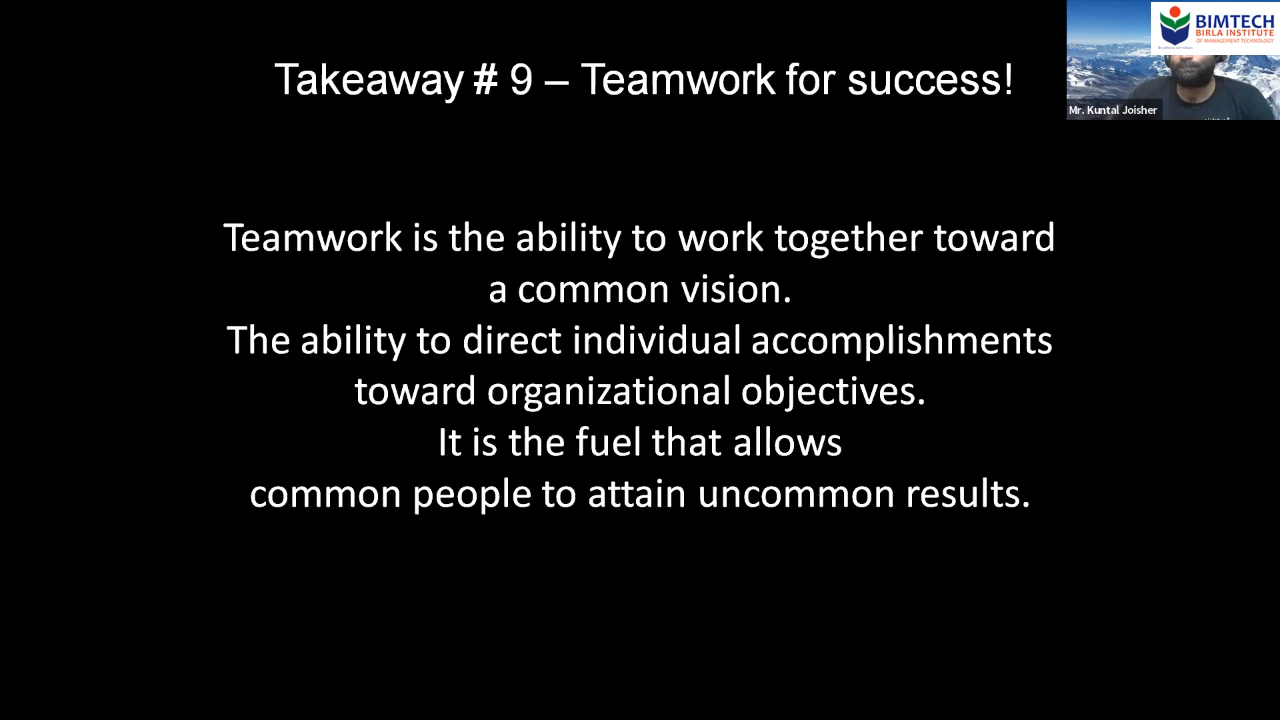 BIMTECH
BIRLA INSTITUTE
OF MANAGEMENT TECHNOLOGY
Mr. Kuntal Joisher
Takeaway # 9 – Teamwork for success!
Teamwork is the ability to work together toward
a common vision.
The ability to direct individual accomplishments
toward organizational objectives.
It is the fuel that allows
common people to attain uncommon results.